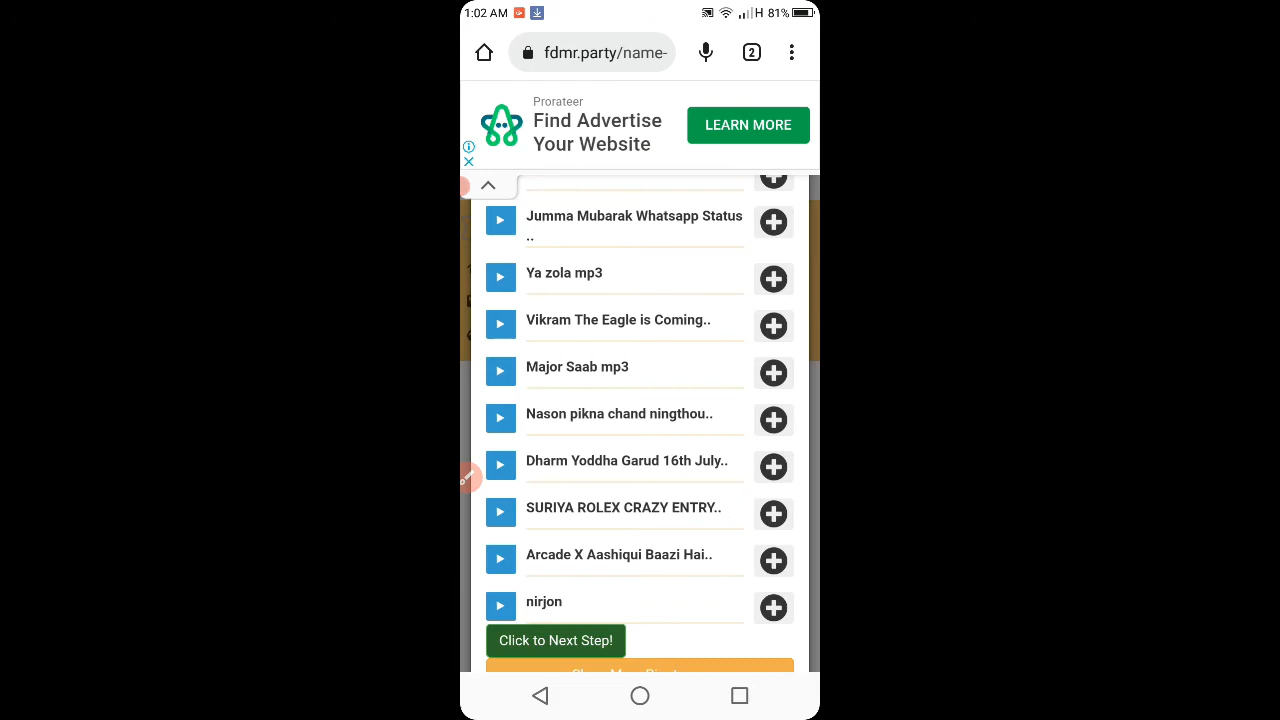 1:02 AM H 81%
fdmr.party/name- 2
Prorateer
Find Advertise
Your Website
LEARN MORE
Jumma Mubarak Whatsapp Status
..
Ya zola mp3
Vikram The Eagle is Coming..
Major Saab mp3
Nason pikna chand ningthou..
Dharm Yoddha Garud 16th July..
SURIYA ROLEX CRAZY ENTRY..
Arcade X Aashiqui Baazi Hai..
nirjon
Click to Next Step!